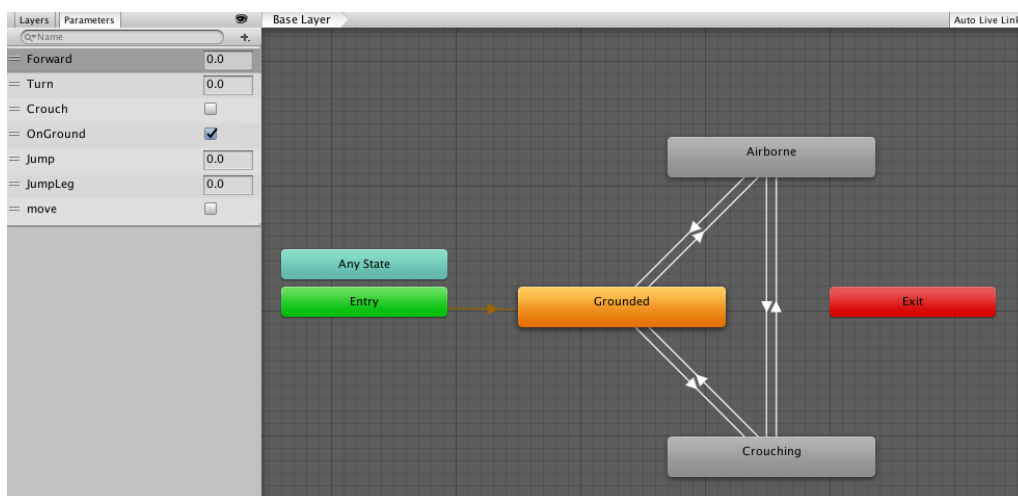 Layers Parameters
Base Layer
Auto Live Link
Name
Forward 0.0
Turn 0.0
Crouch
OnGround
Jump 0.0
JumpLeg 0.0
move
Airborne
Any State
Entry
Grounded
Exit
Crouching